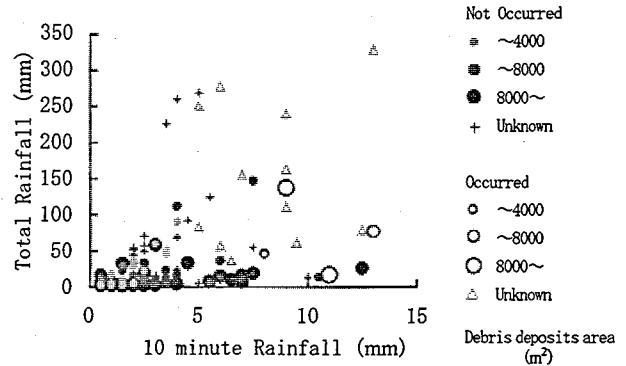 Total Rainfall (mm)
350
300
250
200
150
100
50
0
0 5 10 15
10 minute Rainfall (mm)
Not Occurred
～4000
～8000
8000～
Unknown
Occurred
～4000
～8000
8000～
Unknown
Debris deposits area
(m²)